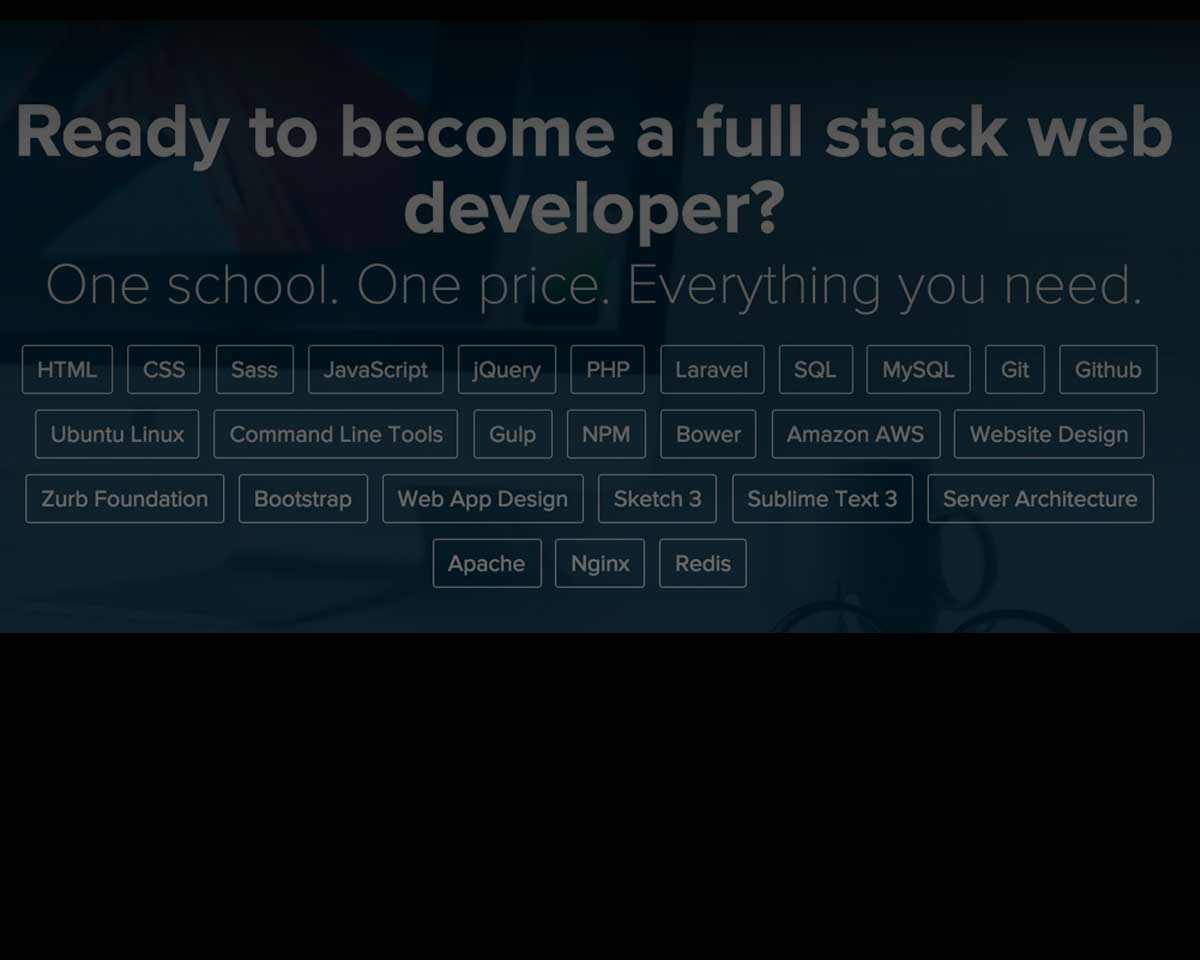 Ready to become a full stack web
developer?
One school. One price. Everything you need.
HTML CSS Sass JavaScript jQuery PHP Laravel SQL MySQL Git Github
Ubuntu Linux Command Line Tools Gulp NPM Bower Amazon AWS Website Design
Zurb Foundation Bootstrap Web App Design Sketch 3 Sublime Text 3 Server Architecture
Apache Nginx Redis